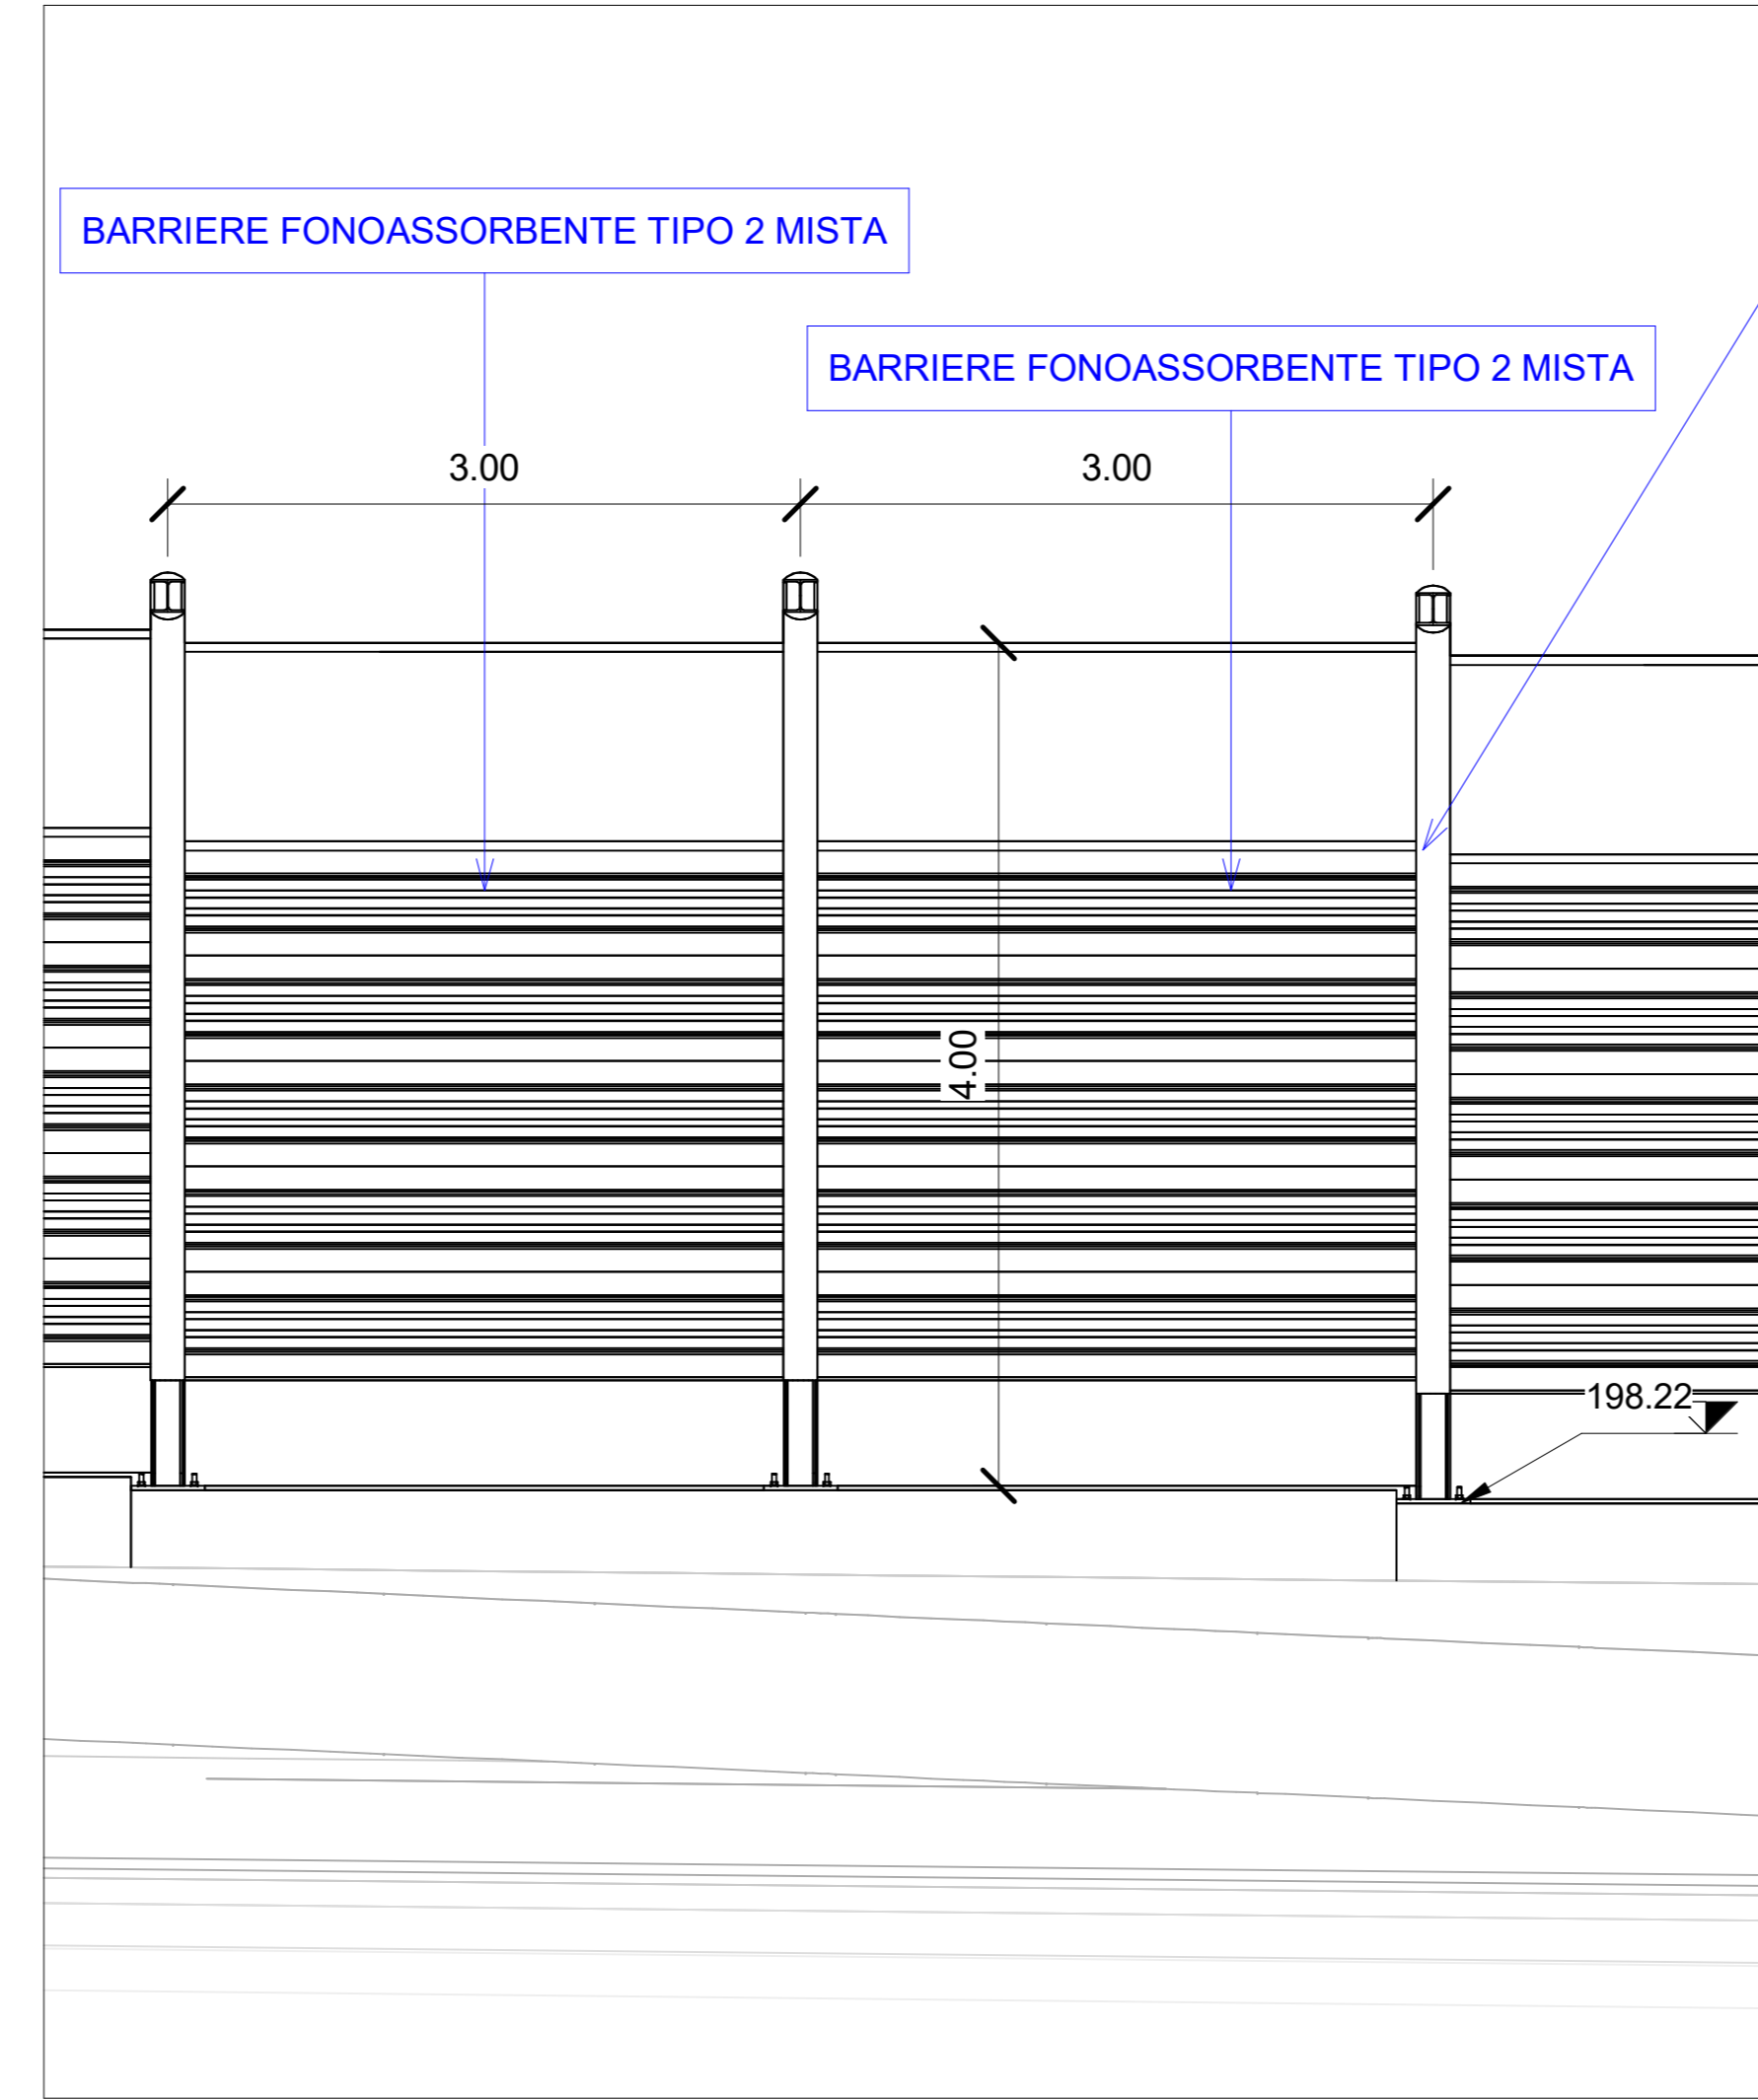 BARRIERE FONOASSORBENTE TIPO 2 MISTA
BARRIERE FONOASSORBENTE TIPO 2 MISTA
3.00
3.00
4.00
198.22